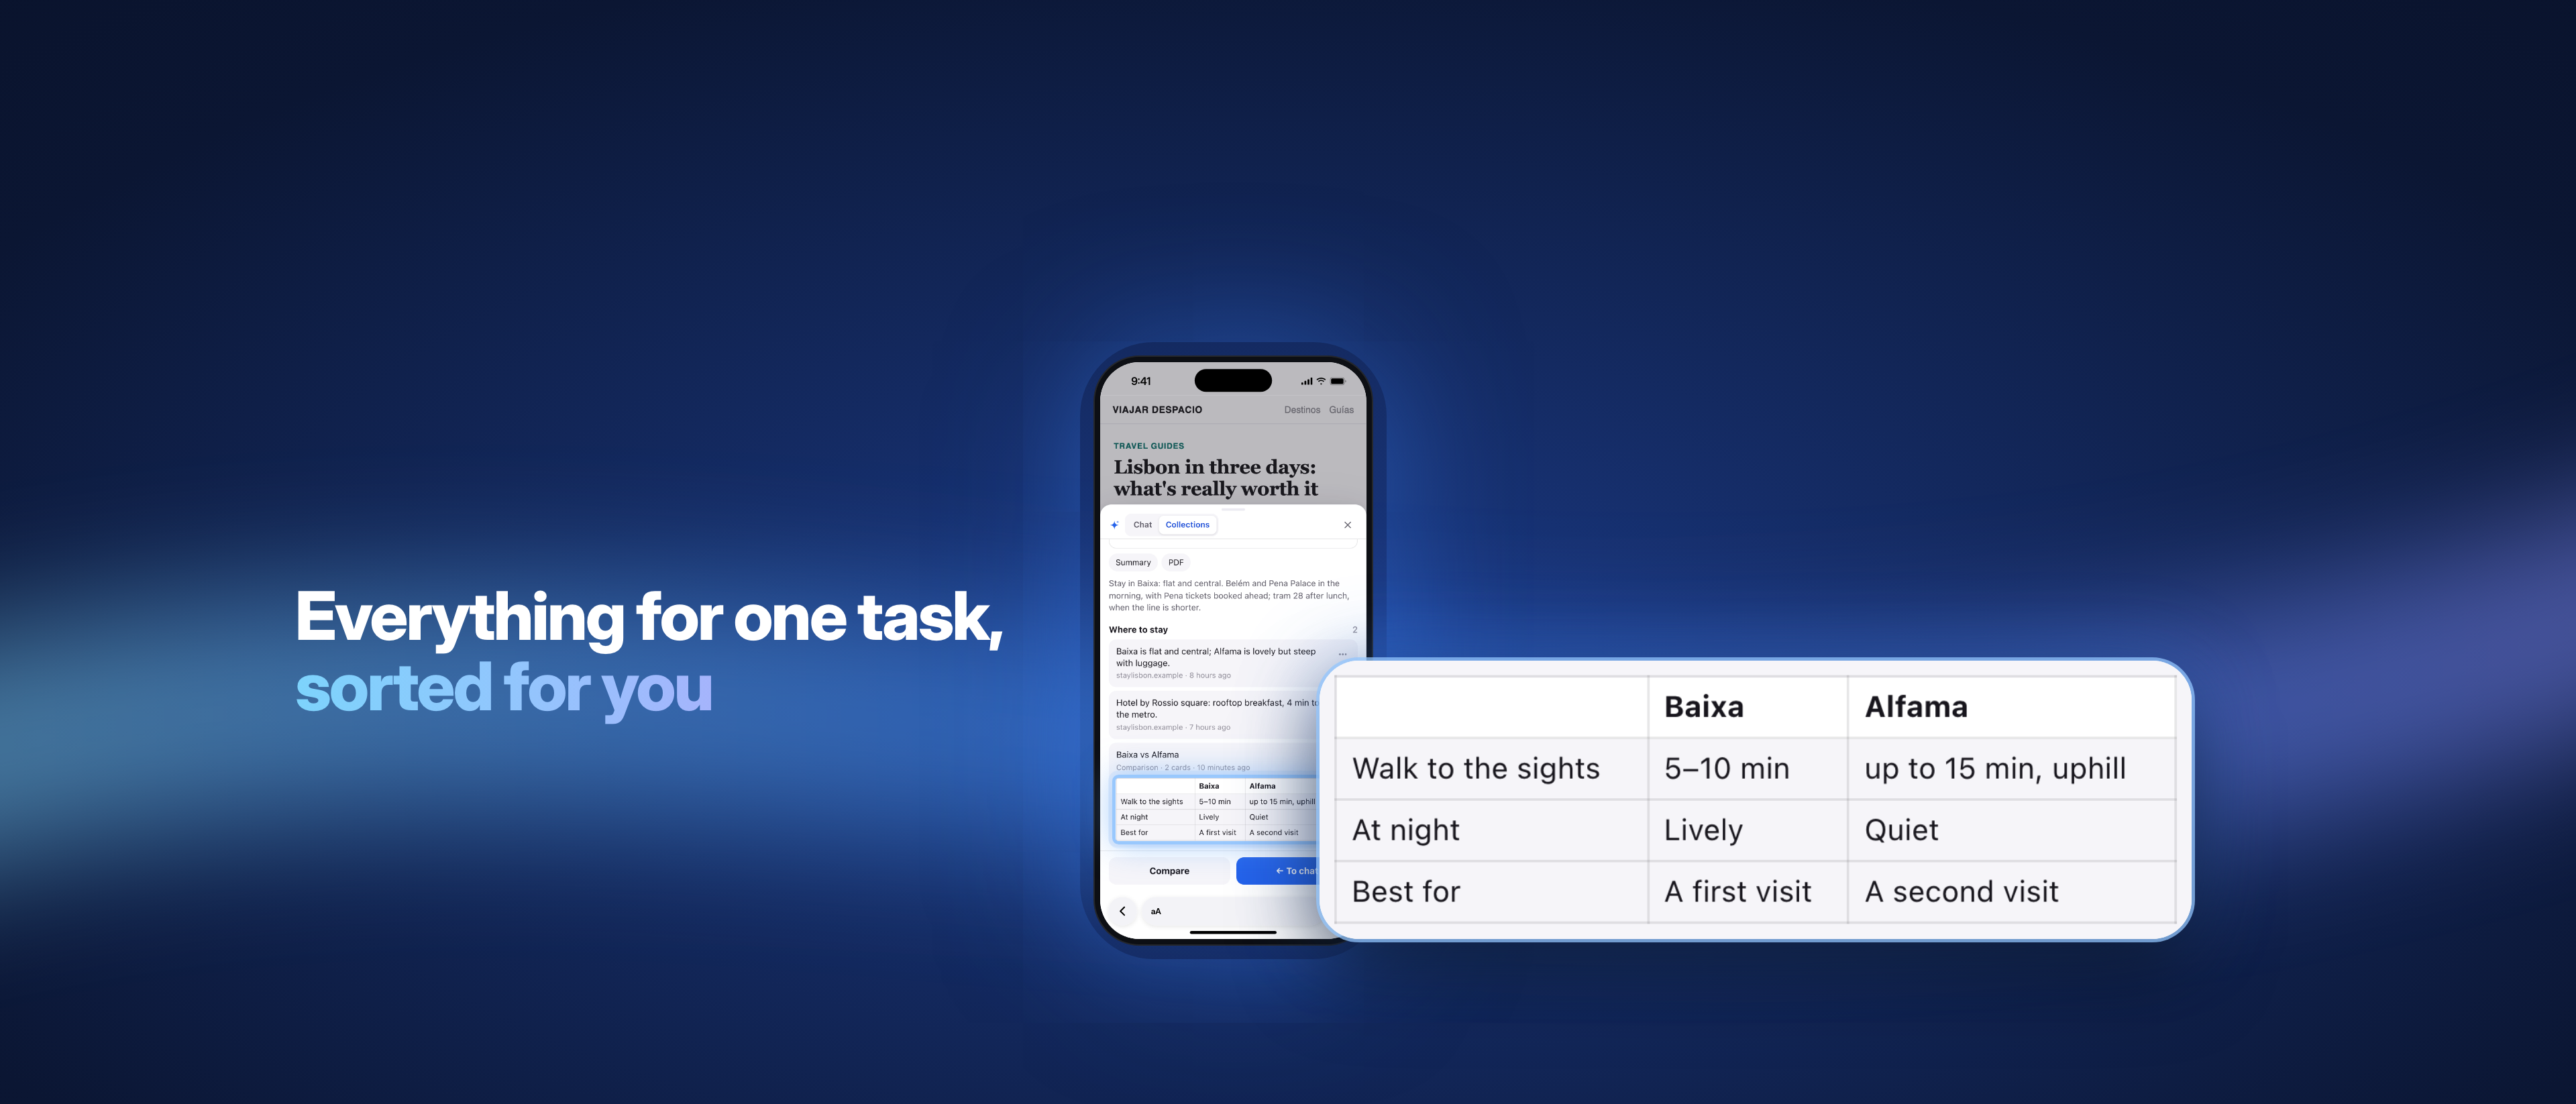 Everything for one task,
sorted for you
9:41
VIAJAR DESPACIO Destinos Guías
TRAVEL GUIDES
Lisbon in three days:
what's really worth it
Chat Collections
Summary PDF
Stay in Baixa: flat and central. Belém and Pena Palace in the
morning, with Pena tickets booked ahead; tram 28 after lunch,
when the line is shorter.
Where to stay 2
Baixa is flat and central; Alfama is lovely but steep
with luggage.
staylisbon.example · 8 hours ago
Hotel by Rossio square: rooftop breakfast, 4 min to
the metro.
staylisbon.example · 7 hours ago
Baixa vs Alfama
Comparison · 2 cards · 10 minutes ago
Baixa Alfama
Walk to the sights 5–10 min up to 15 min, uphill
At night Lively Quiet
Best for A first visit A second visit
Compare ← To chat
aA
Baixa Alfama
Walk to the sights 5–10 min up to 15 min, uphill
At night Lively Quiet
Best for A first visit A second visit